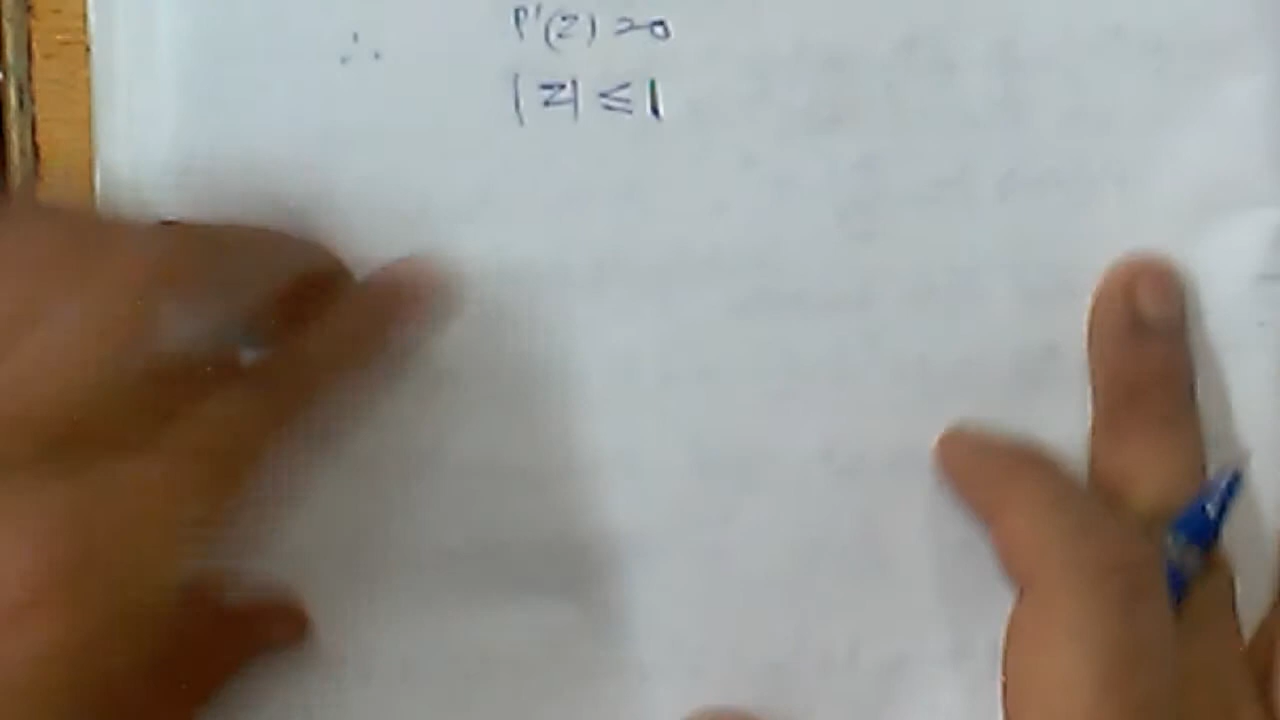 ∴ P'(z) = 0
|z| ≤ 1